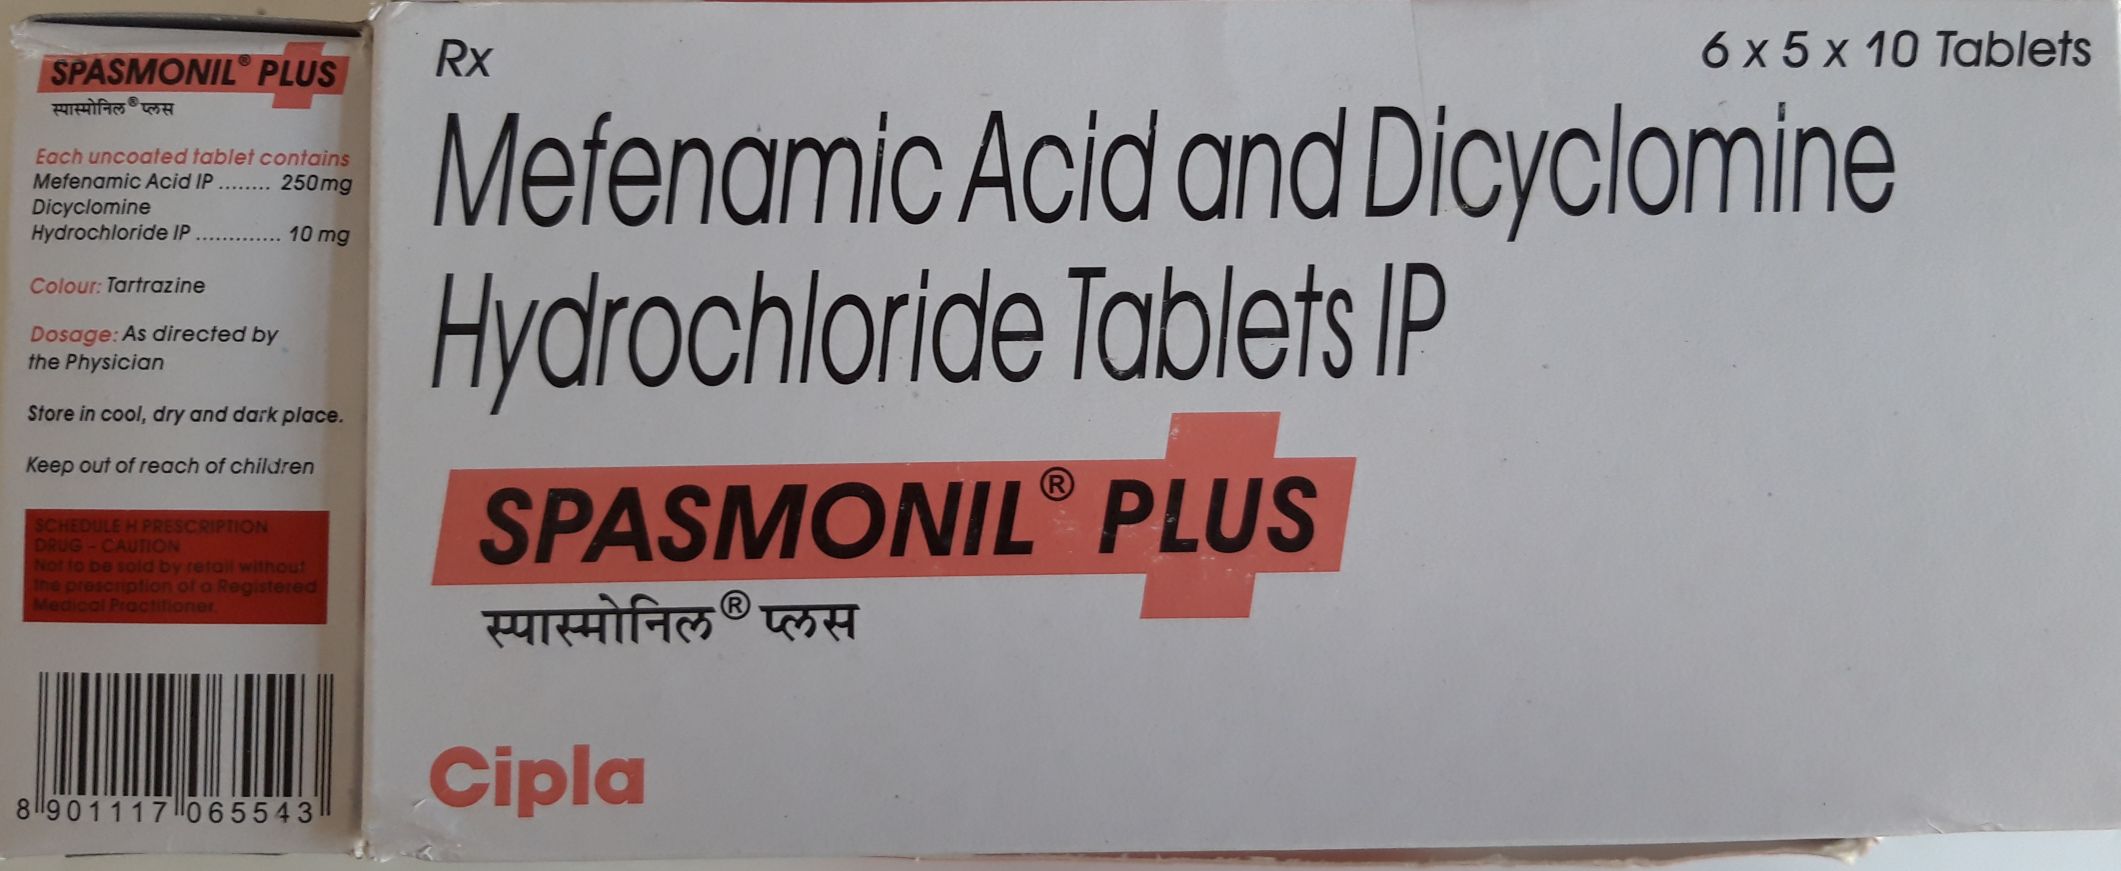 SPASMONIL® PLUS
स्पास्मोनिल® प्लस
Each uncoated tablet contains
Mefenamic Acid IP ........ 250mg
Dicyclomine
Hydrochloride IP ............. 10 mg
Colour: Tartrazine
Dosage: As directed by
the Physician
Store in cool, dry and dark place.
Keep out of reach of children
SCHEDULE H PRESCRIPTION
DRUG - CAUTION
Not to be sold by retail without
the prescription of a Registered
Medical Practitioner.
8 901117 065543
Rx
6 x 5 x 10 Tablets
Mefenamic Acid and Dicyclomine
Hydrochloride Tablets IP
SPASMONIL® PLUS
स्पास्मोनिल® प्लस
Cipla